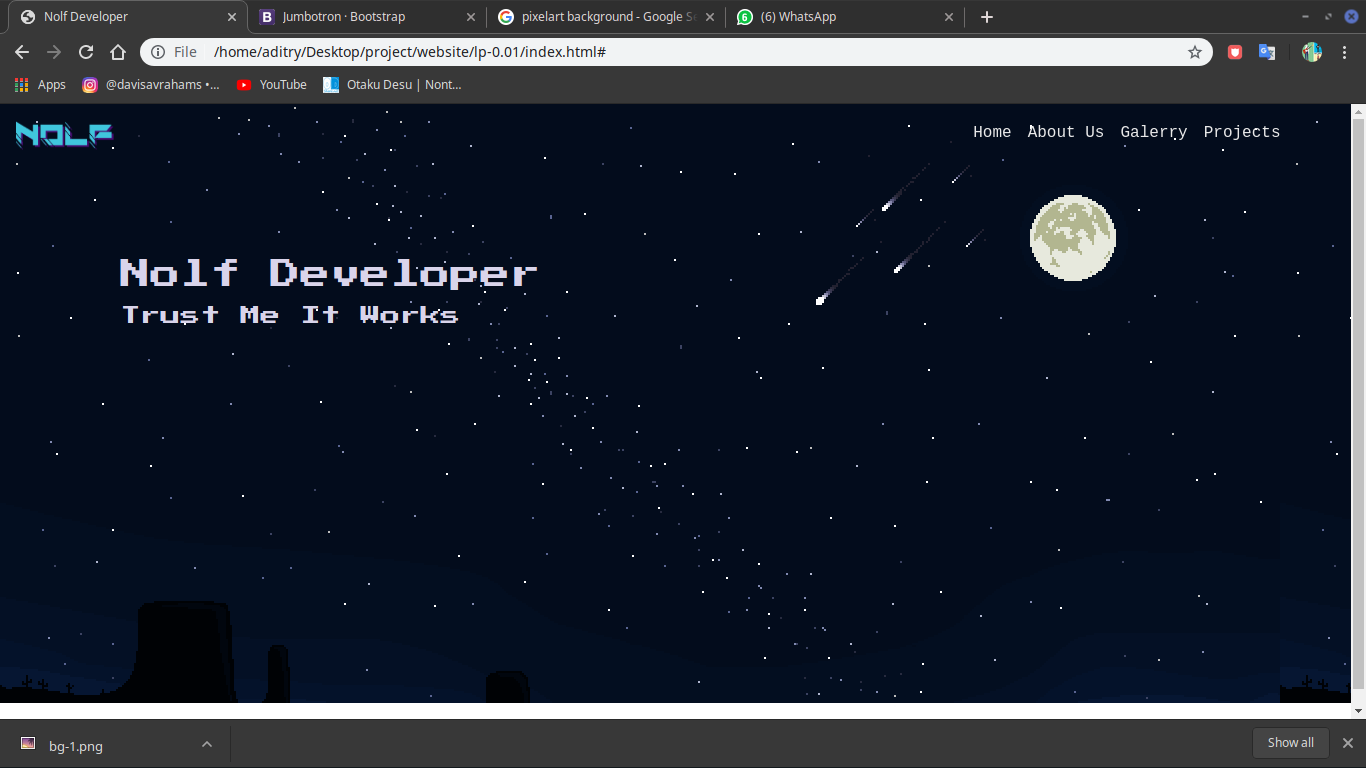 Nolf Developer
Jumbotron · Bootstrap
pixelart background - Google S
(6) WhatsApp
File /home/aditry/Desktop/project/website/lp-0.01/index.html#
Apps @davisavrahams •... YouTube Otaku Desu | Nont...
NOLF
Home About Us Galerry Projects
Nolf Developer
Trust Me It Works
bg-1.png
Show all